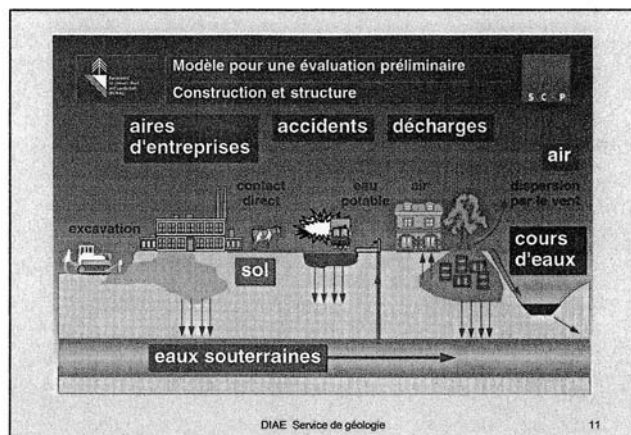 Modèle pour une évaluation préliminaire
Construction et structure
S C P
aires
d'entreprises
accidents
décharges
air
contact
direct
eau
potable
air
dispersion
par le vent
excavation
cours
d'eaux
sol
eaux souterraines
DIAE Service de géologie
11